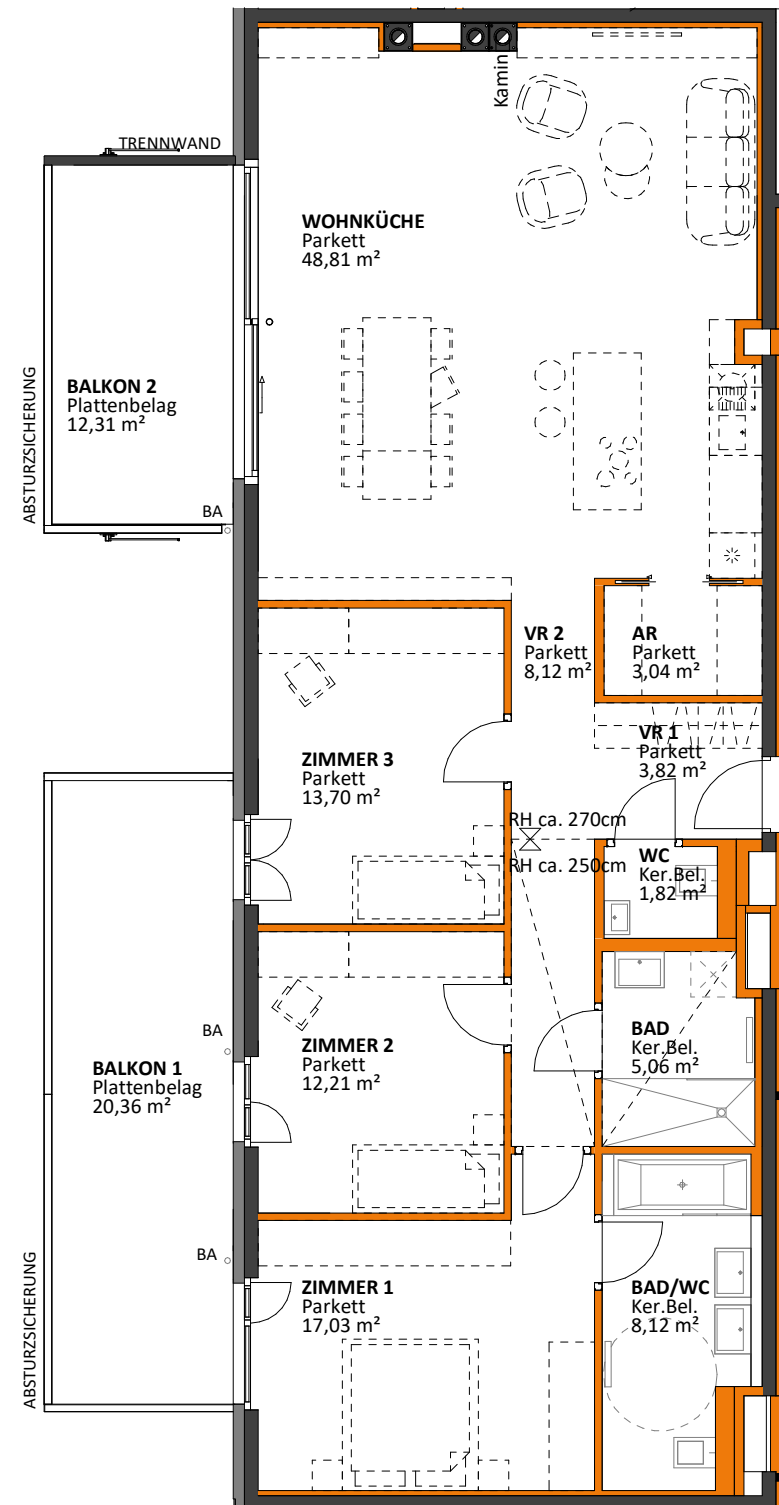 Kamin
TRENNWAND
WOHNKÜCHE
Parkett
48,81 m²
ABSTURZSICHERUNG
BALKON 2
Plattenbelag
12,31 m²
BA
VR 2
Parkett
8,12 m²
AR
Parkett
3,04 m²
VR 1
Parkett
3,82 m²
ZIMMER 3
Parkett
13,70 m²
RH ca. 270cm
RH ca. 250cm
WC
Ker.Bel.
1,82 m²
BA
ZIMMER 2
Parkett
12,21 m²
BAD
Ker.Bel.
5,06 m²
BALKON 1
Plattenbelag
20,36 m²
BA
ABSTURZSICHERUNG
ZIMMER 1
Parkett
17,03 m²
BAD/WC
Ker.Bel.
8,12 m²